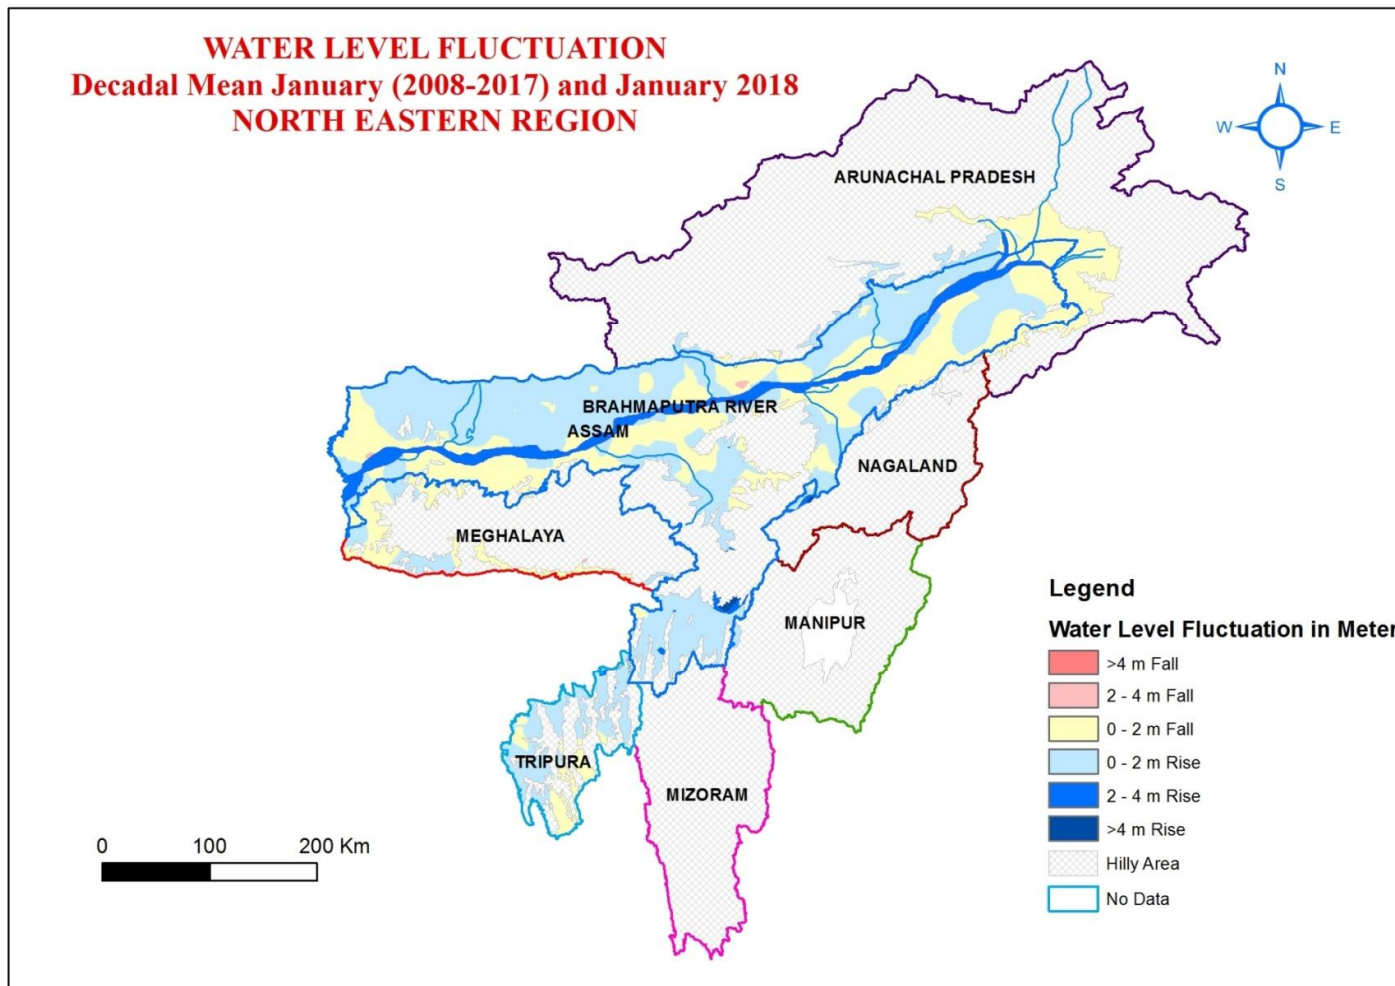 WATER LEVEL FLUCTUATION
Decadal Mean January (2008-2017) and January 2018
NORTH EASTERN REGION
N
W
E
S
ARUNACHAL PRADESH
BRAHMAPUTRA RIVER
ASSAM
NAGALAND
MEGHALAYA
MANIPUR
TRIPURA
MIZORAM
Legend
Water Level Fluctuation in Meter
>4 m Fall
2 - 4 m Fall
0 - 2 m Fall
0 - 2 m Rise
2 - 4 m Rise
>4 m Rise
Hilly Area
No Data
0 100 200 Km